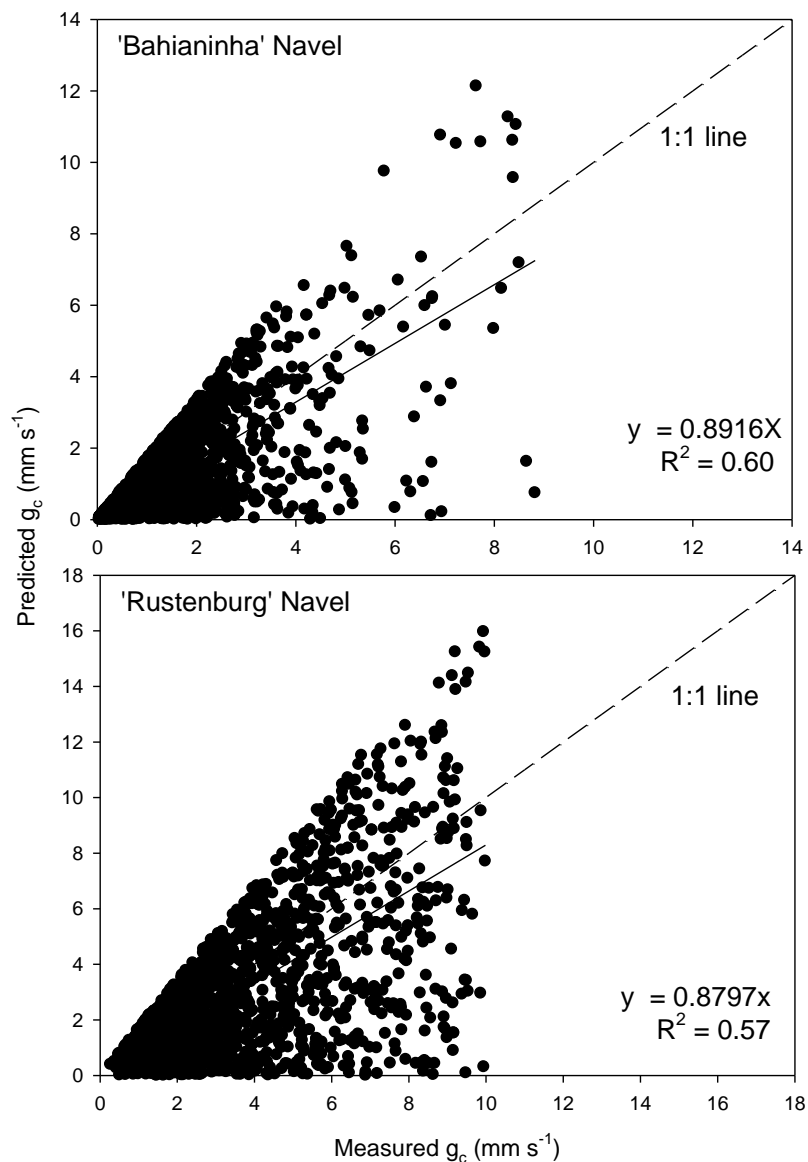 14
12
10
8
6
4
2
0
'Bahianinha' Navel
1:1 line
y = 0.8916X
R² = 0.60
0 2 4 6 8 10 12 14
Predicted g_c (mm s⁻¹)
18
16
14
12
10
8
6
4
2
0
'Rustenburg' Navel
1:1 line
y = 0.8797x
R² = 0.57
0 2 4 6 8 10 12 14 16 18
Measured g_c (mm s⁻¹)